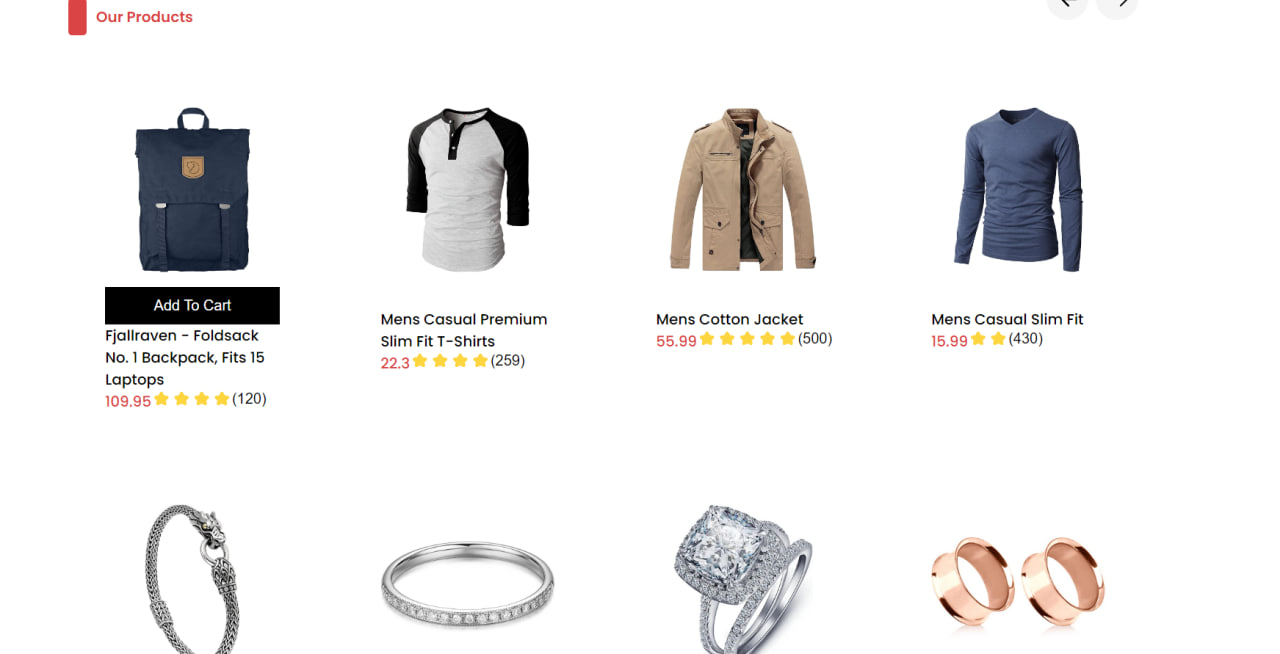 Our Products
Add To Cart
Fjallraven - Foldsack
No. 1 Backpack, Fits 15
Laptops
109.95 (120)
Mens Casual Premium
Slim Fit T-Shirts
22.3 (259)
Mens Cotton Jacket
55.99 (500)
Mens Casual Slim Fit
15.99 (430)